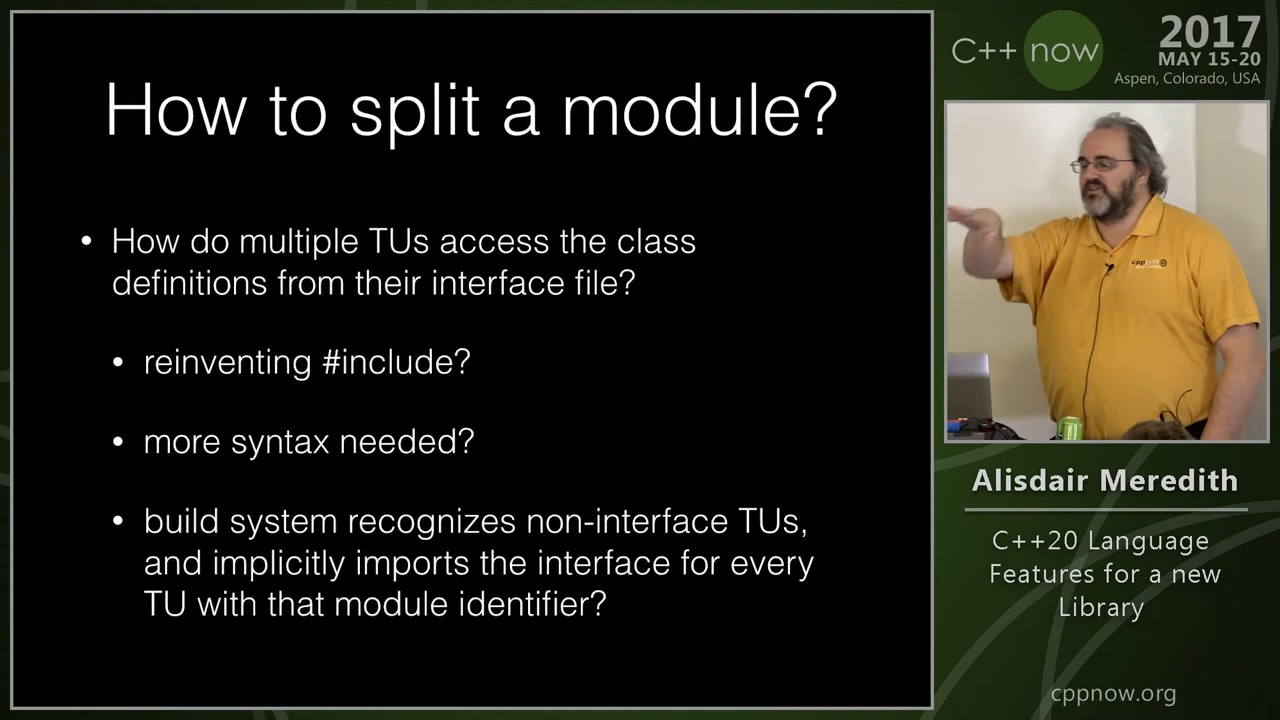 How to split a module?
• How do multiple TUs access the class
definitions from their interface file?
• reinventing #include?
• more syntax needed?
• build system recognizes non-interface TUs,
and implicitly imports the interface for every
TU with that module identifier?
C++ now
2017
MAY 15-20
Aspen, Colorado, USA
Alisdair Meredith
C++20 Language
Features for a new
Library
cppnow.org